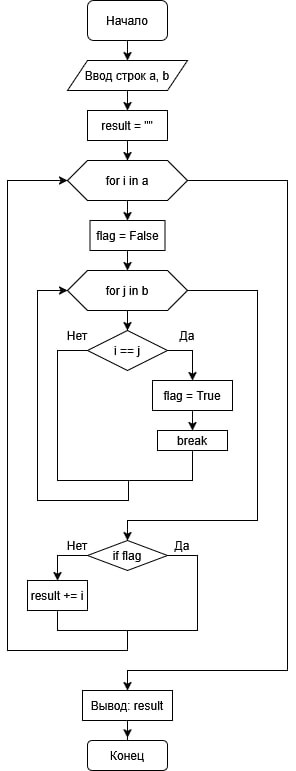 Начало
Ввод строк a, b
result = ""
for i in a
flag = False
for j in b
Нет
Да
i == j
flag = True
break
Нет
Да
if flag
result += i
Вывод: result
Конец